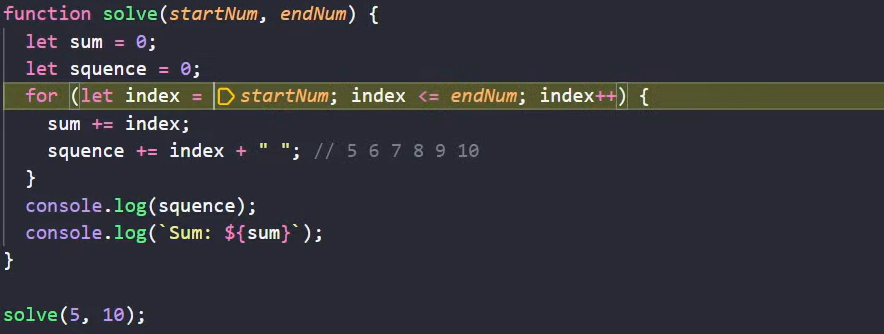 function solve(startNum, endNum) {
let sum = 0;
let squence = 0;
for (let index = startNum; index <= endNum; index++) {
sum += index;
squence += index + " "; // 5 6 7 8 9 10
}
console.log(squence);
console.log(`Sum: ${sum}`);
}
solve(5, 10);